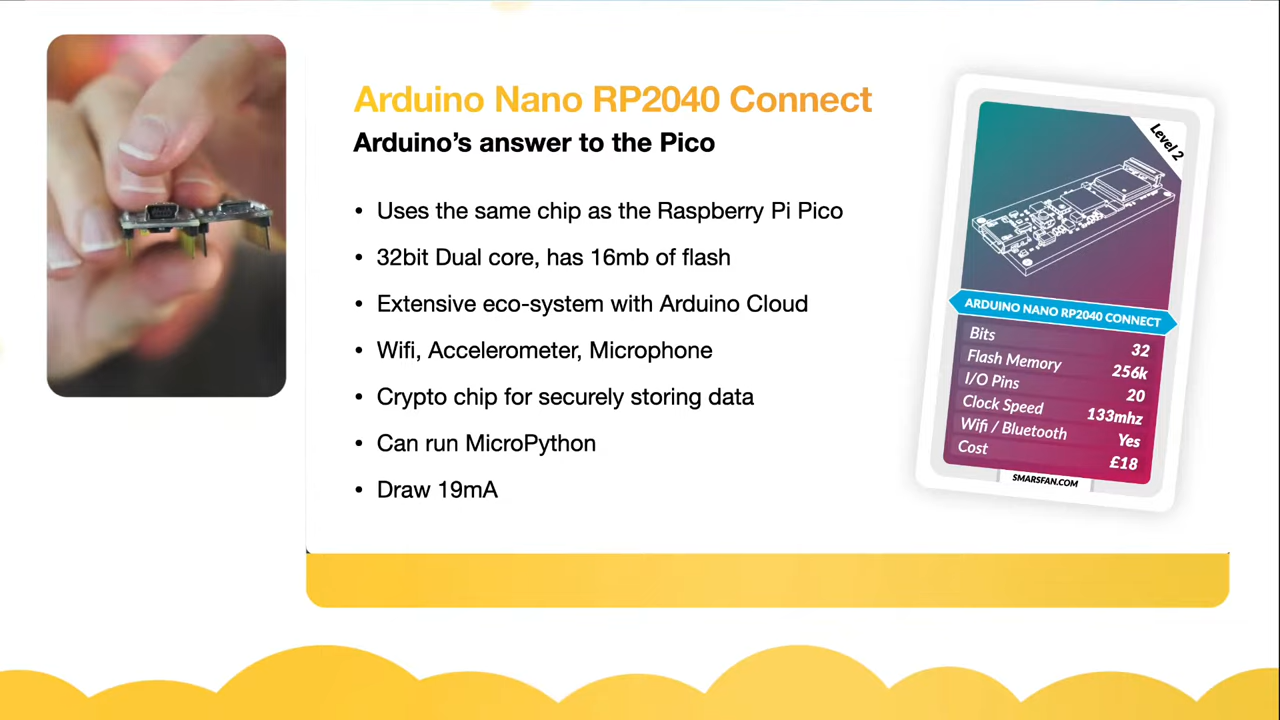 Arduino Nano RP2040 Connect
Arduino's answer to the Pico
• Uses the same chip as the Raspberry Pi Pico
• 32bit Dual core, has 16mb of flash
• Extensive eco-system with Arduino Cloud
• Wifi, Accelerometer, Microphone
• Crypto chip for securely storing data
• Can run MicroPython
• Draw 19mA
Level 2
ARDUINO NANO RP2040 CONNECT
Bits 32
Flash Memory 256k
I/O Pins 20
Clock Speed 133mhz
Wifi / Bluetooth Yes
Cost £18
SMARSFAN.COM